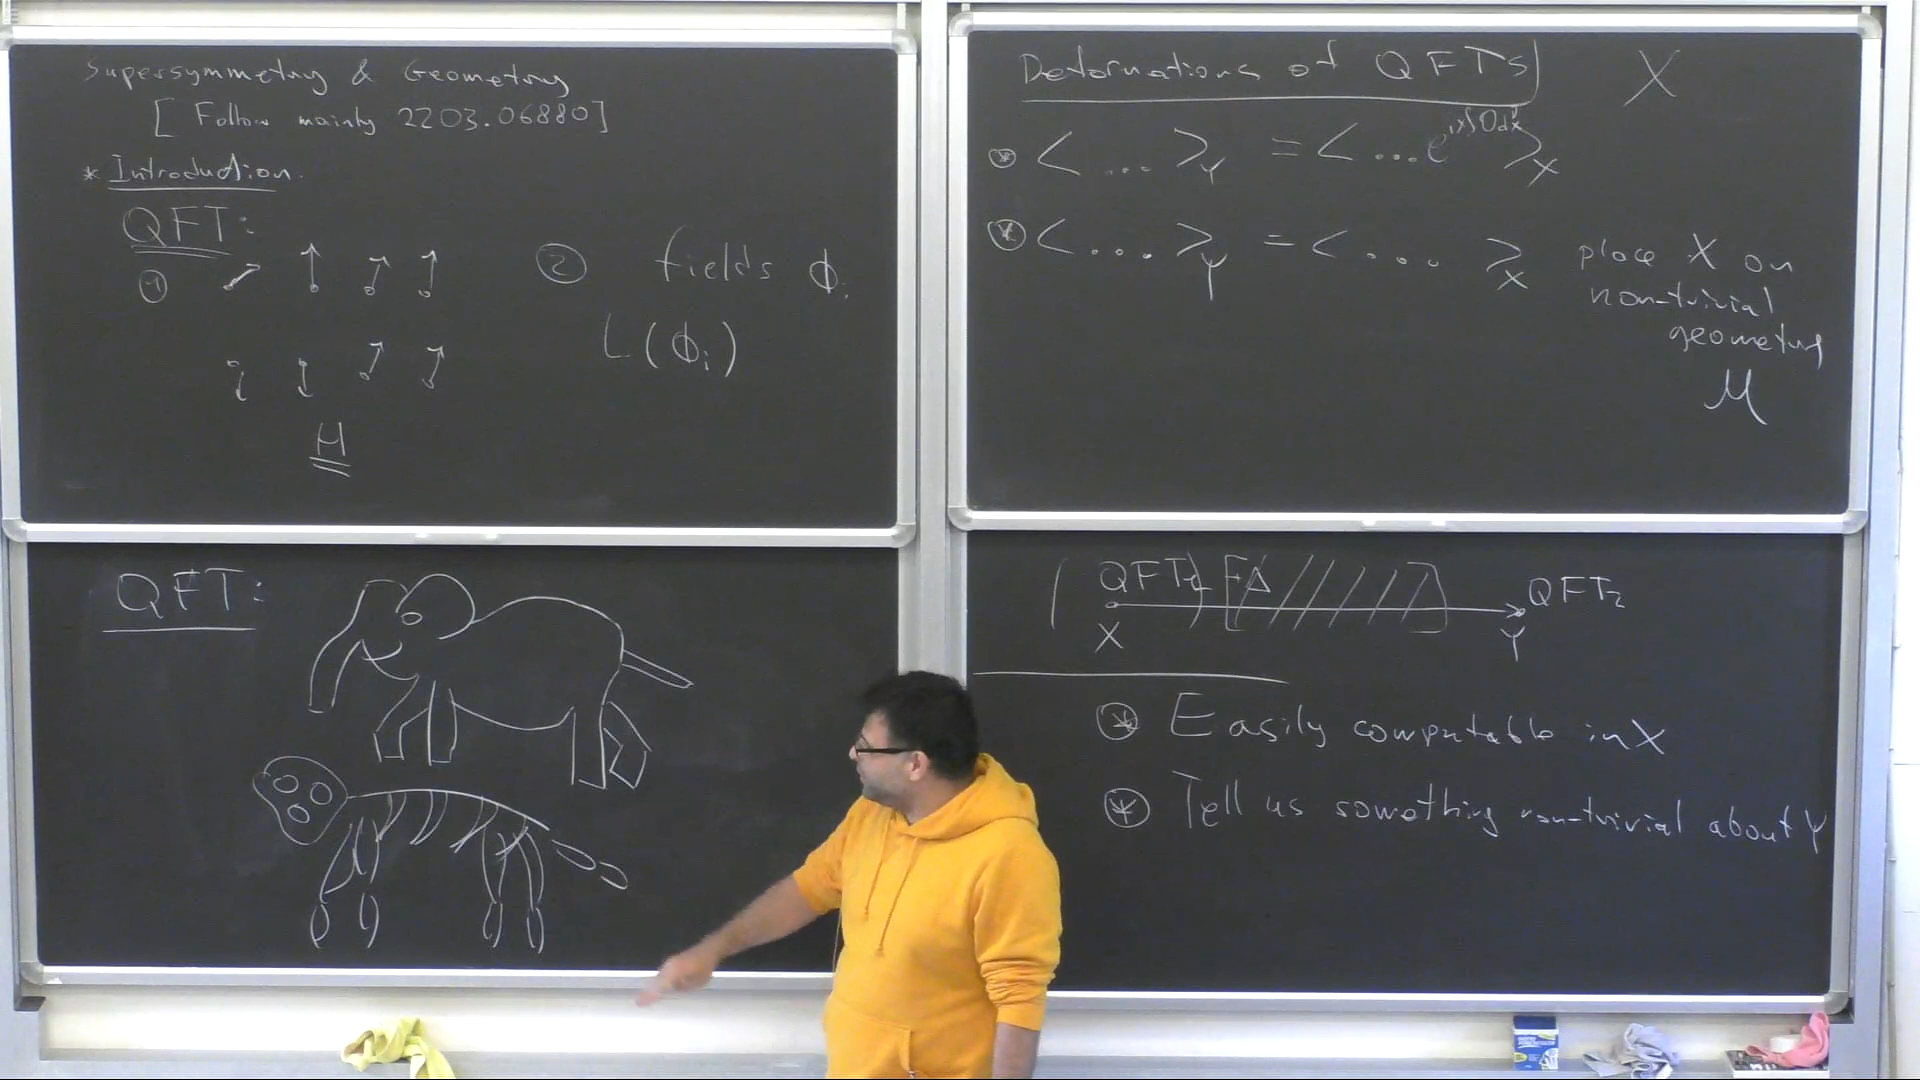 Supersymmetry & Geometry
[ Follow mainly 2203.06880 ]
* Introduction.
QFT:
① ② fields ϕᵢ
L(ϕᵢ)
H
QFT:
Deformations of QFTs X
⊛ <...>_Y = <... e^{iλ∫Od x}>_X
⊛ <...>_Y = <... >_X place X on
non-trivial
geometry
M
( QFT₁ ) [ FΔ ] QFT₂
X Y
⊛ Easily computable in X
⊛ Tell us something non-trivial about Y